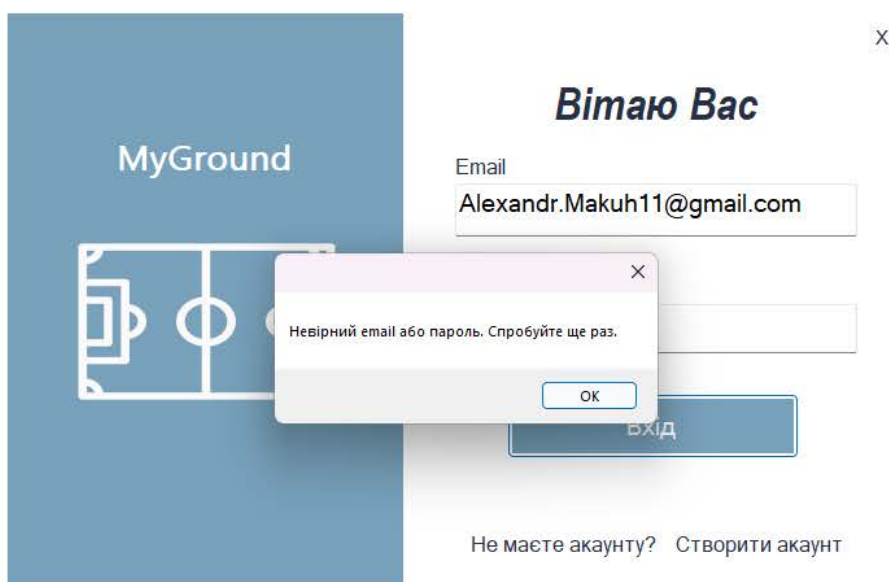 X
Вітаю Вас
MyGround
Email
Alexandr.Makuh11@gmail.com
Невірний email або пароль. Спробуйте ще раз.
OK
Вхід
Не маєте акаунту? Створити акаунт